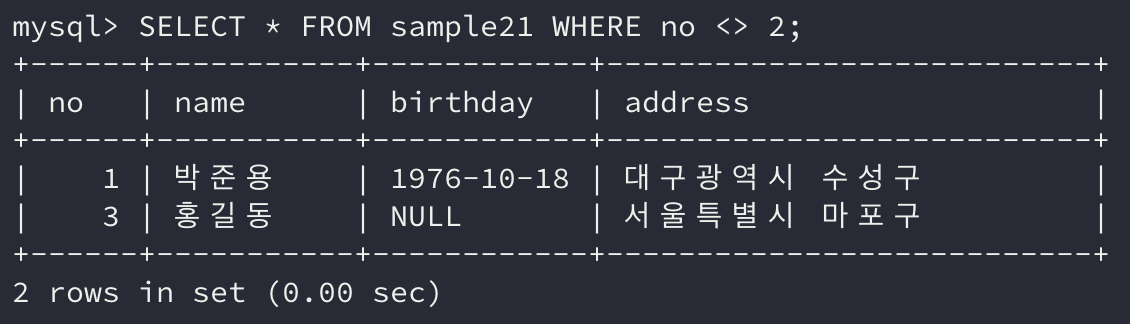 mysql> SELECT * FROM sample21 WHERE no <> 2;
+------+-----------+------------+---------------------------+
| no   | name      | birthday   | address                   |
+------+-----------+------------+---------------------------+
|    1 | 박준용    | 1976-10-18 | 대구광역시 수성구         |
|    3 | 홍길동    | NULL       | 서울특별시 마포구         |
+------+-----------+------------+---------------------------+
2 rows in set (0.00 sec)